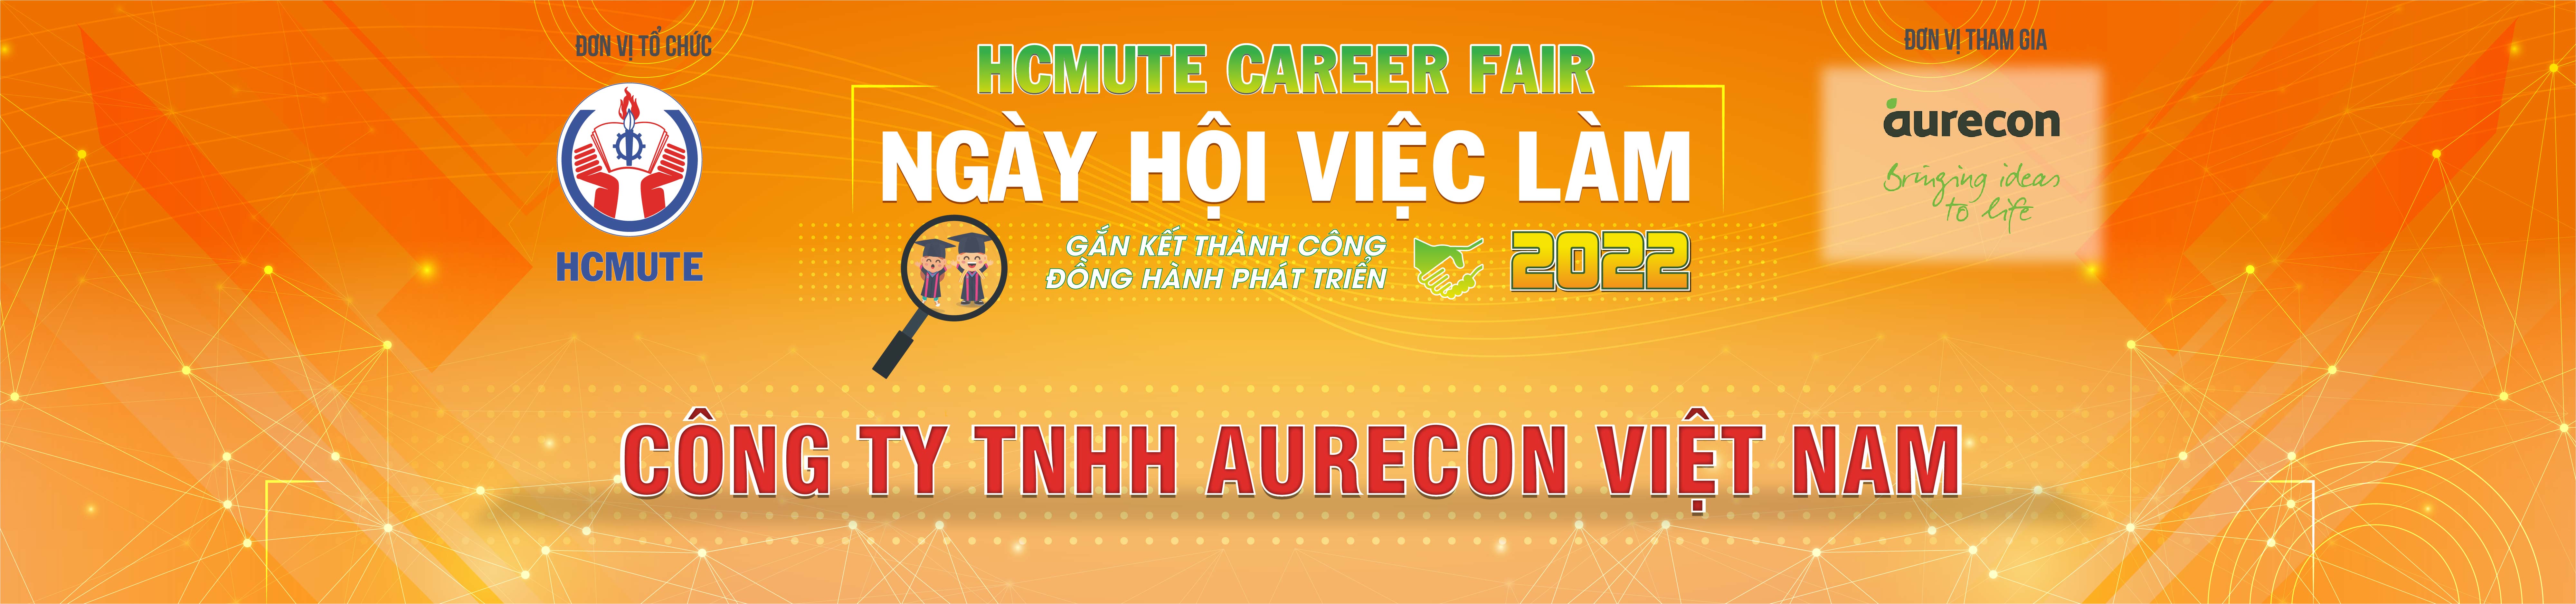 ĐƠN VỊ TỔ CHỨC
HCMUTE
HCMUTE CAREER FAIR
NGÀY HỘI VIỆC LÀM
GẮN KẾT THÀNH CÔNG
ĐỒNG HÀNH PHÁT TRIỂN
2022
ĐƠN VỊ THAM GIA
aurecon
Bringing ideas
to life
CÔNG TY TNHH AURECON VIỆT NAM